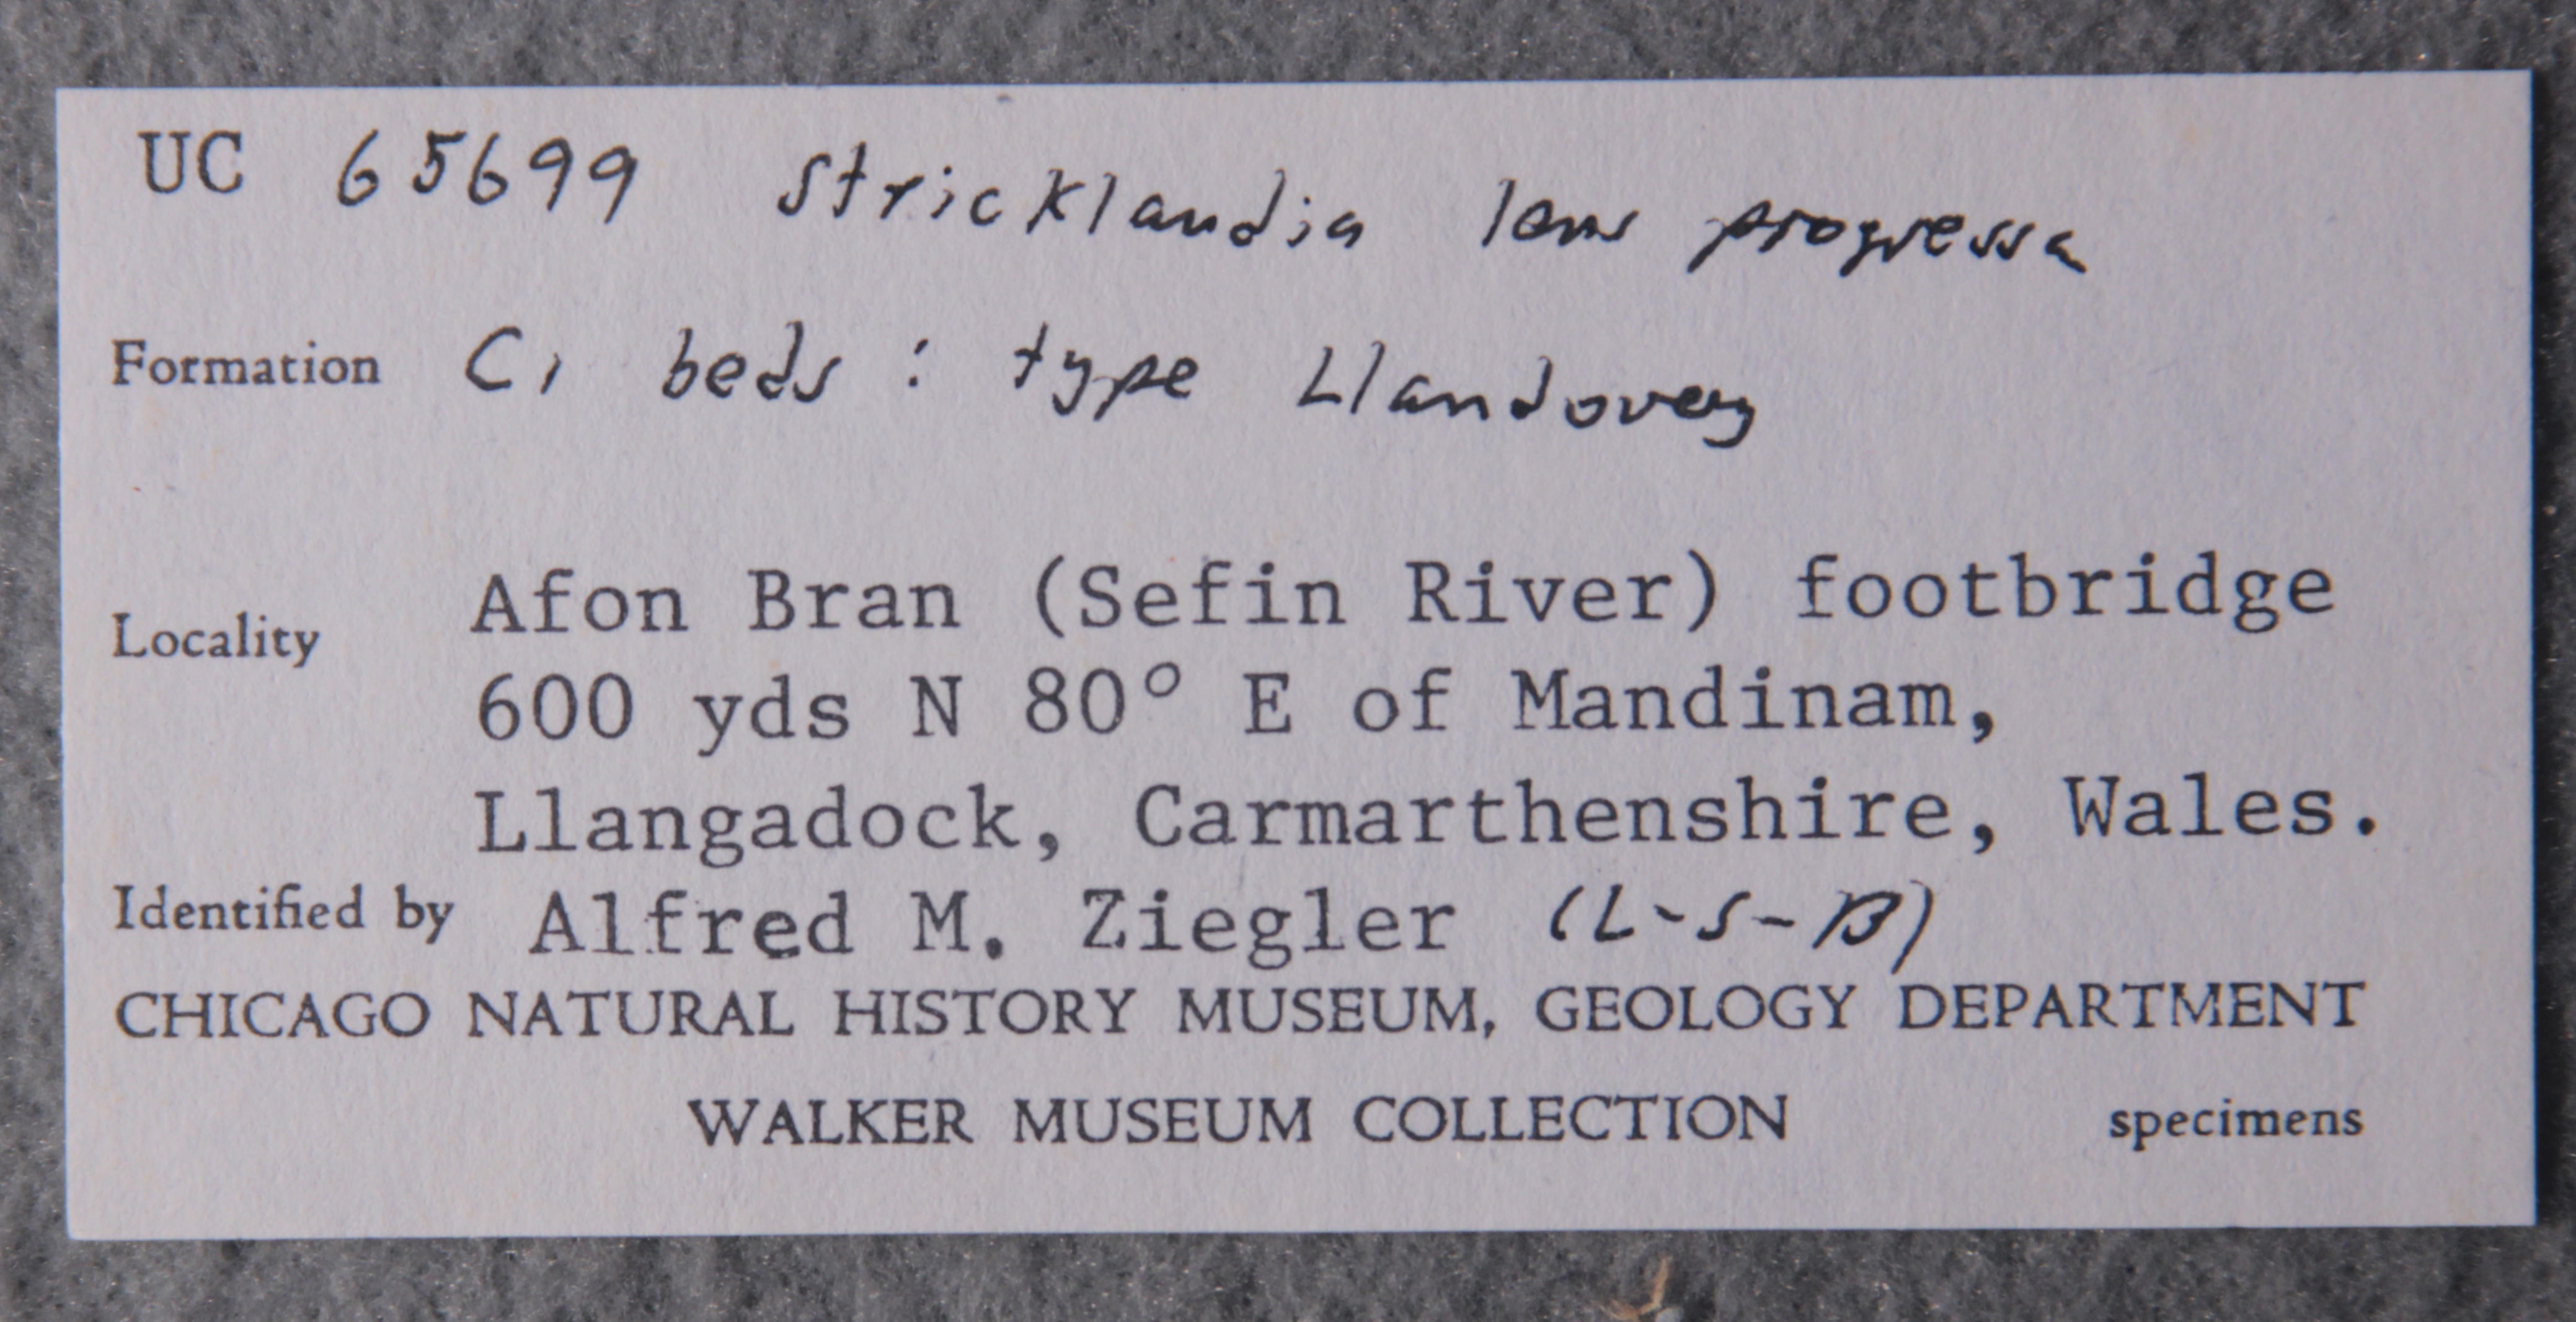 UC 65699 Stricklandia lens progressa
Formation C1 beds : type Llandovery
Locality Afon Bran (Sefin River) footbridge
600 yds N 80° E of Mandinam,
Llangadock, Carmarthenshire, Wales.
Identified by Alfred M. Ziegler (L-S-B)
CHICAGO NATURAL HISTORY MUSEUM, GEOLOGY DEPARTMENT
WALKER MUSEUM COLLECTION specimens